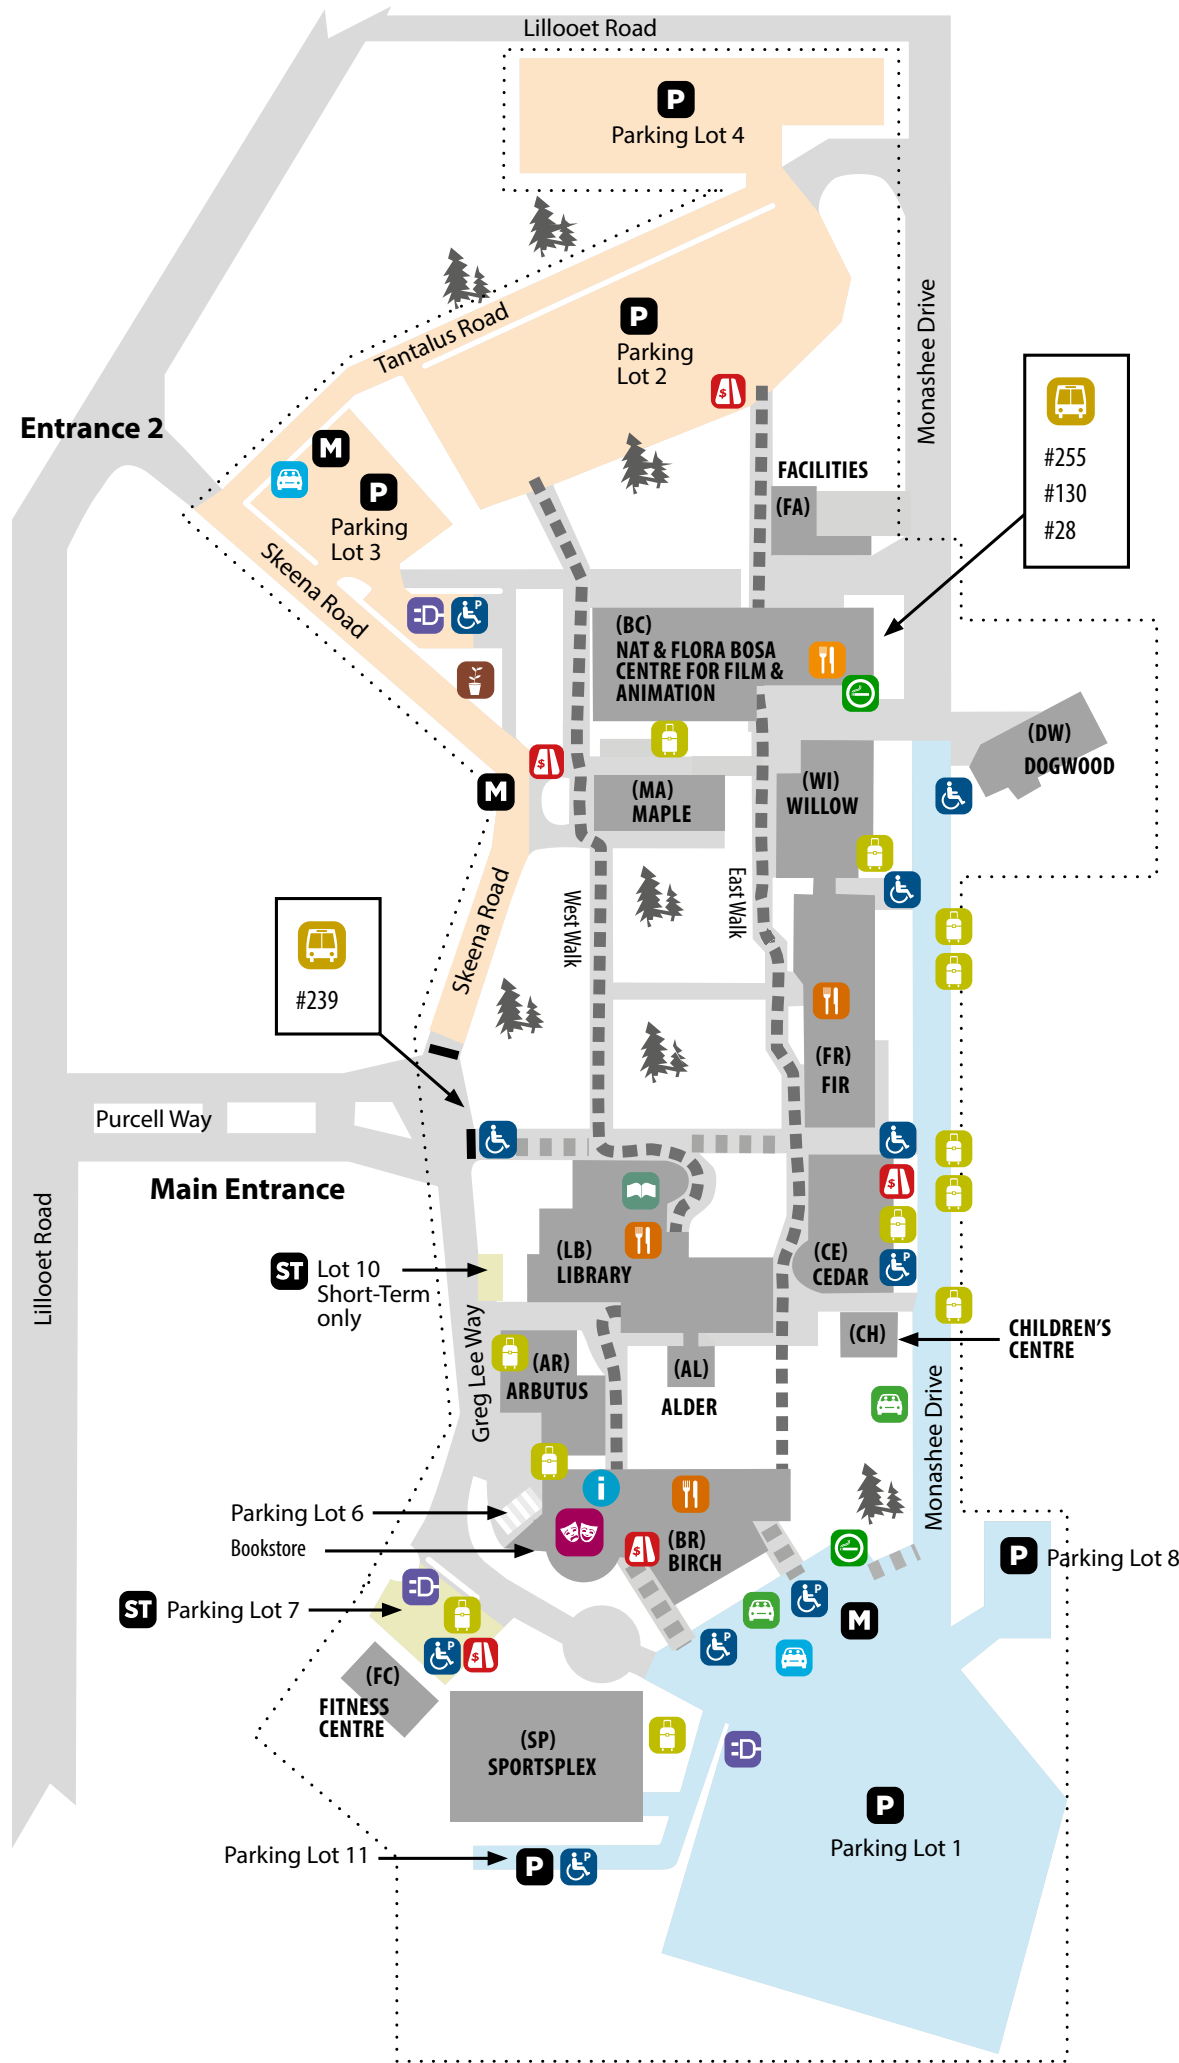 Lillooet Road
P
Parking Lot 4
Tantalus Road
P
Parking
Lot 2
$
Monashee Drive
#255
#130
#28
Entrance 2
M
P
Parking
Lot 3
FACILITIES
(FA)
Skeena Road
P
(BC)
NAT & FLORA BOSA
CENTRE FOR FILM &
ANIMATION
(DW)
DOGWOOD
$
M
(MA)
MAPLE
(WI)
WILLOW
West Walk
East Walk
Skeena Road
#239
(FR)
FIR
Purcell Way
Main Entrance
$
Lillooet Road
ST
Lot 10
Short-Term
only
(LB)
LIBRARY
(CE)
CEDAR
P
Greg Lee Way
(AR)
ARBUTUS
(AL)
ALDER
(CH)
CHILDREN'S
CENTRE
Monashee Drive
i
Parking Lot 6
Bookstore
$
(BR)
BIRCH
P
Parking Lot 8
ST
Parking Lot 7
P
M
P
P
$
(FC)
FITNESS
CENTRE
(SP)
SPORTSPLEX
P
Parking Lot 1
Parking Lot 11
P
P